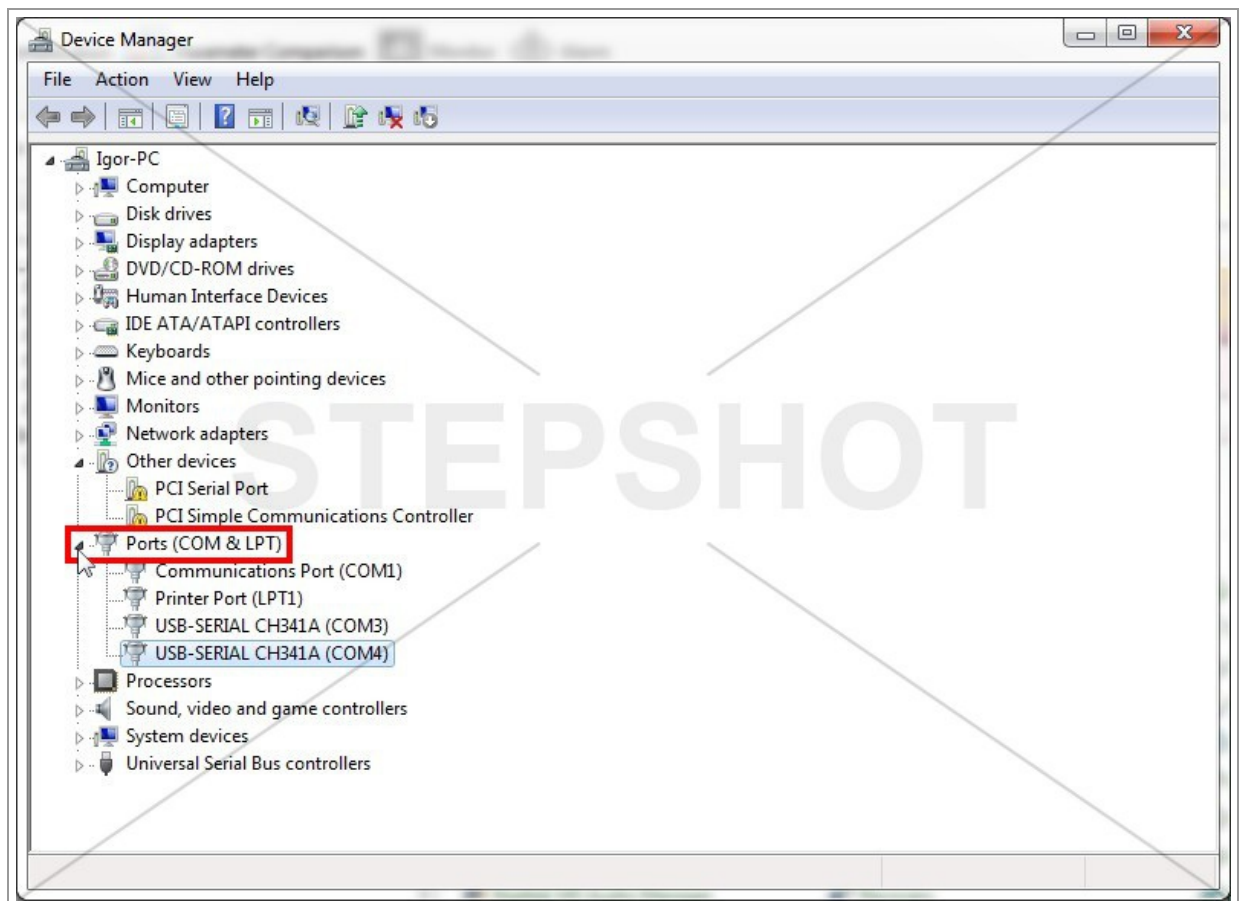 Device Manager
File Action View Help
Igor-PC
Computer
Disk drives
Display adapters
DVD/CD-ROM drives
Human Interface Devices
IDE ATA/ATAPI controllers
Keyboards
Mice and other pointing devices
Monitors
Network adapters
STEPSHOT
Other devices
PCI Serial Port
PCI Simple Communications Controller
Ports (COM & LPT)
Communications Port (COM1)
Printer Port (LPT1)
USB-SERIAL CH341A (COM3)
USB-SERIAL CH341A (COM4)
Processors
Sound, video and game controllers
System devices
Universal Serial Bus controllers